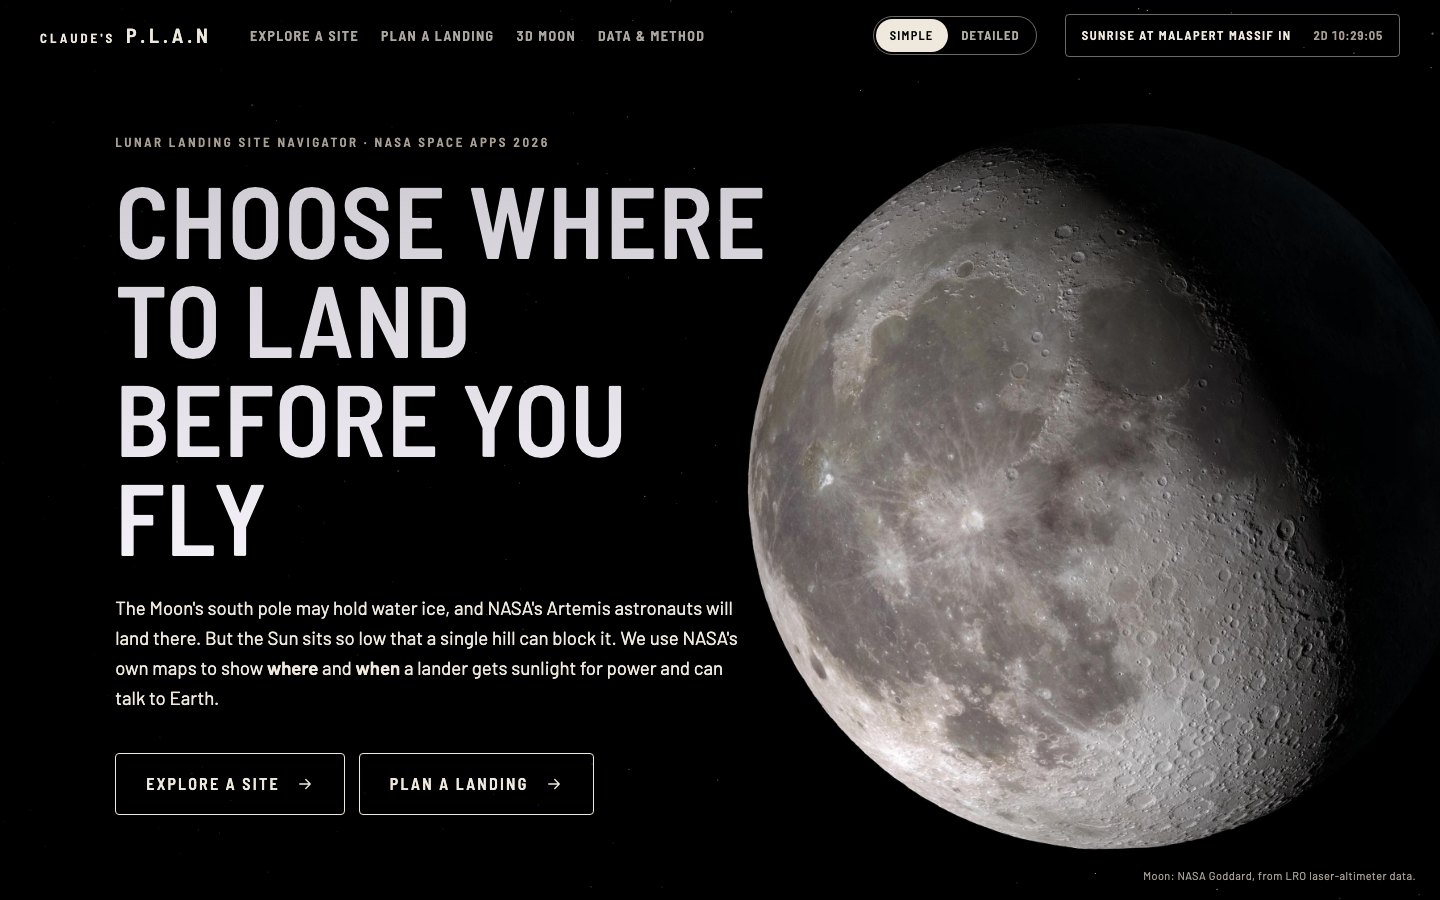 CLAUDE'S P.L.A.N
EXPLORE A SITE
PLAN A LANDING
3D MOON
DATA & METHOD
SIMPLE
DETAILED
SUNRISE AT MALAPERT MASSIF IN 2D 10:29:05
LUNAR LANDING SITE NAVIGATOR · NASA SPACE APPS 2026
CHOOSE WHERE
TO LAND
BEFORE YOU
FLY
The Moon's south pole may hold water ice, and NASA's Artemis astronauts will
land there. But the Sun sits so low that a single hill can block it. We use NASA's
own maps to show where and when a lander gets sunlight for power and can
talk to Earth.
EXPLORE A SITE →
PLAN A LANDING →
Moon: NASA Goddard, from LRO laser-altimeter data.